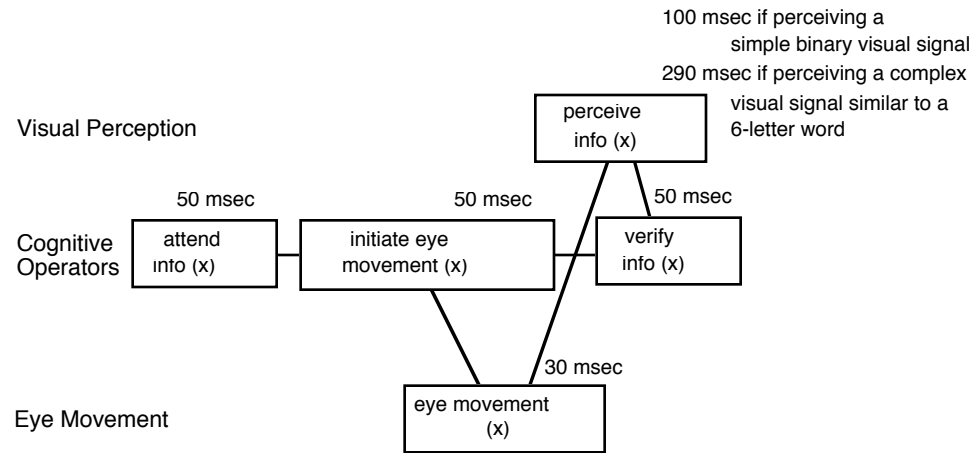 100 msec if perceiving a
simple binary visual signal
290 msec if perceiving a complex
visual signal similar to a
6-letter word
Visual Perception
perceive
info (x)
50 msec
50 msec
50 msec
Cognitive
Operators
attend
info (x)
initiate eye
movement (x)
verify
info (x)
30 msec
Eye Movement
eye movement
(x)